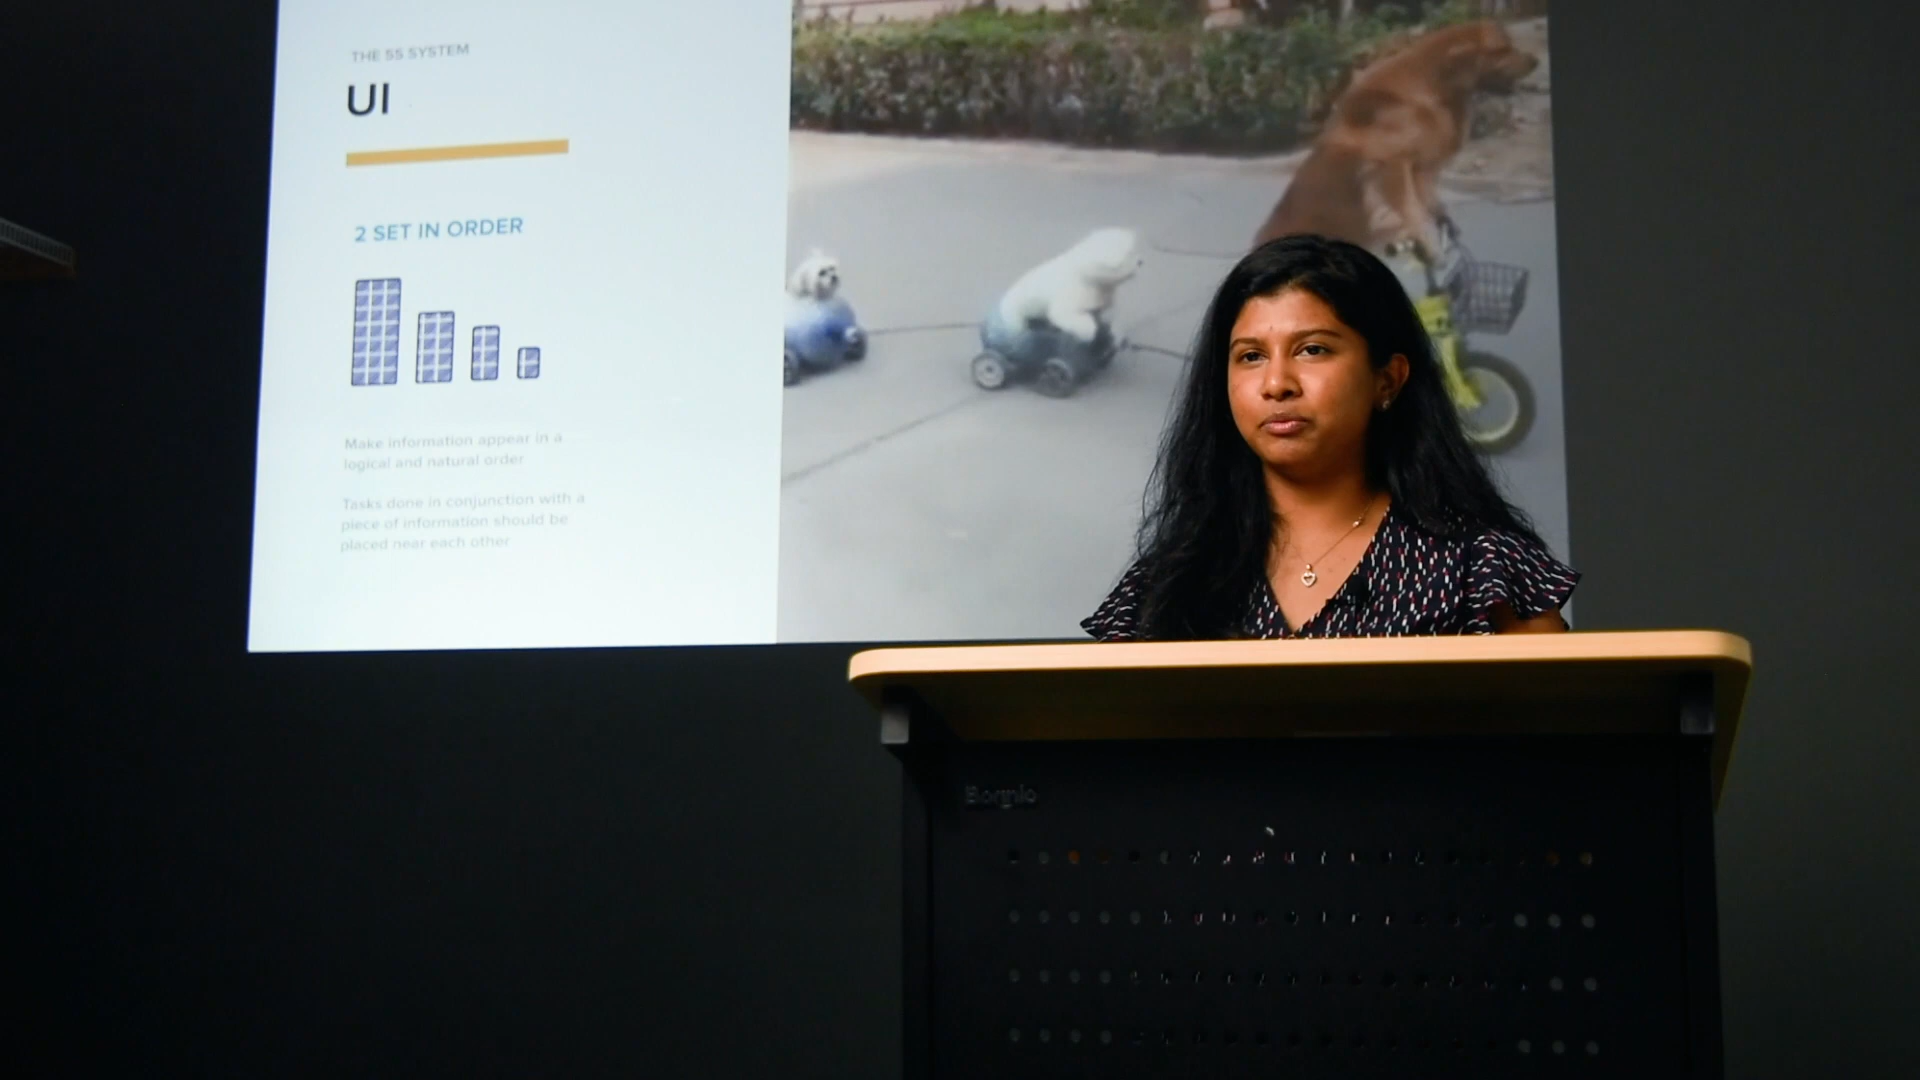 THE 5S SYSTEM
UI
2 SET IN ORDER
Make information appear in a
logical and natural order
Tasks done in conjunction with a
piece of information should be
placed near each other